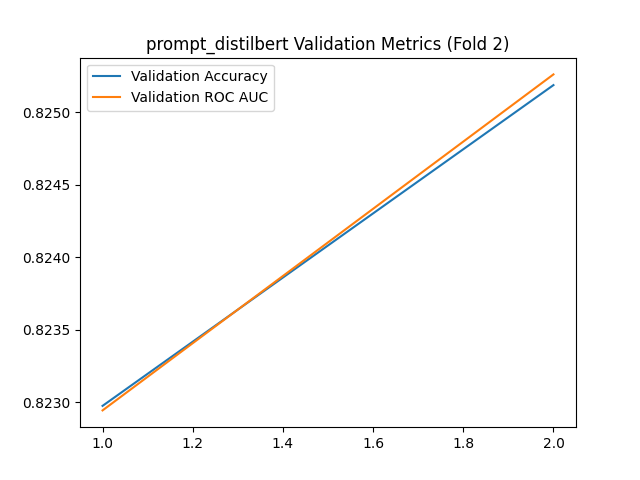 prompt_distilbert Validation Metrics (Fold 2)
Validation Accuracy
Validation ROC AUC
0.8250
0.8245
0.8240
0.8235
0.8230
1.0 1.2 1.4 1.6 1.8 2.0